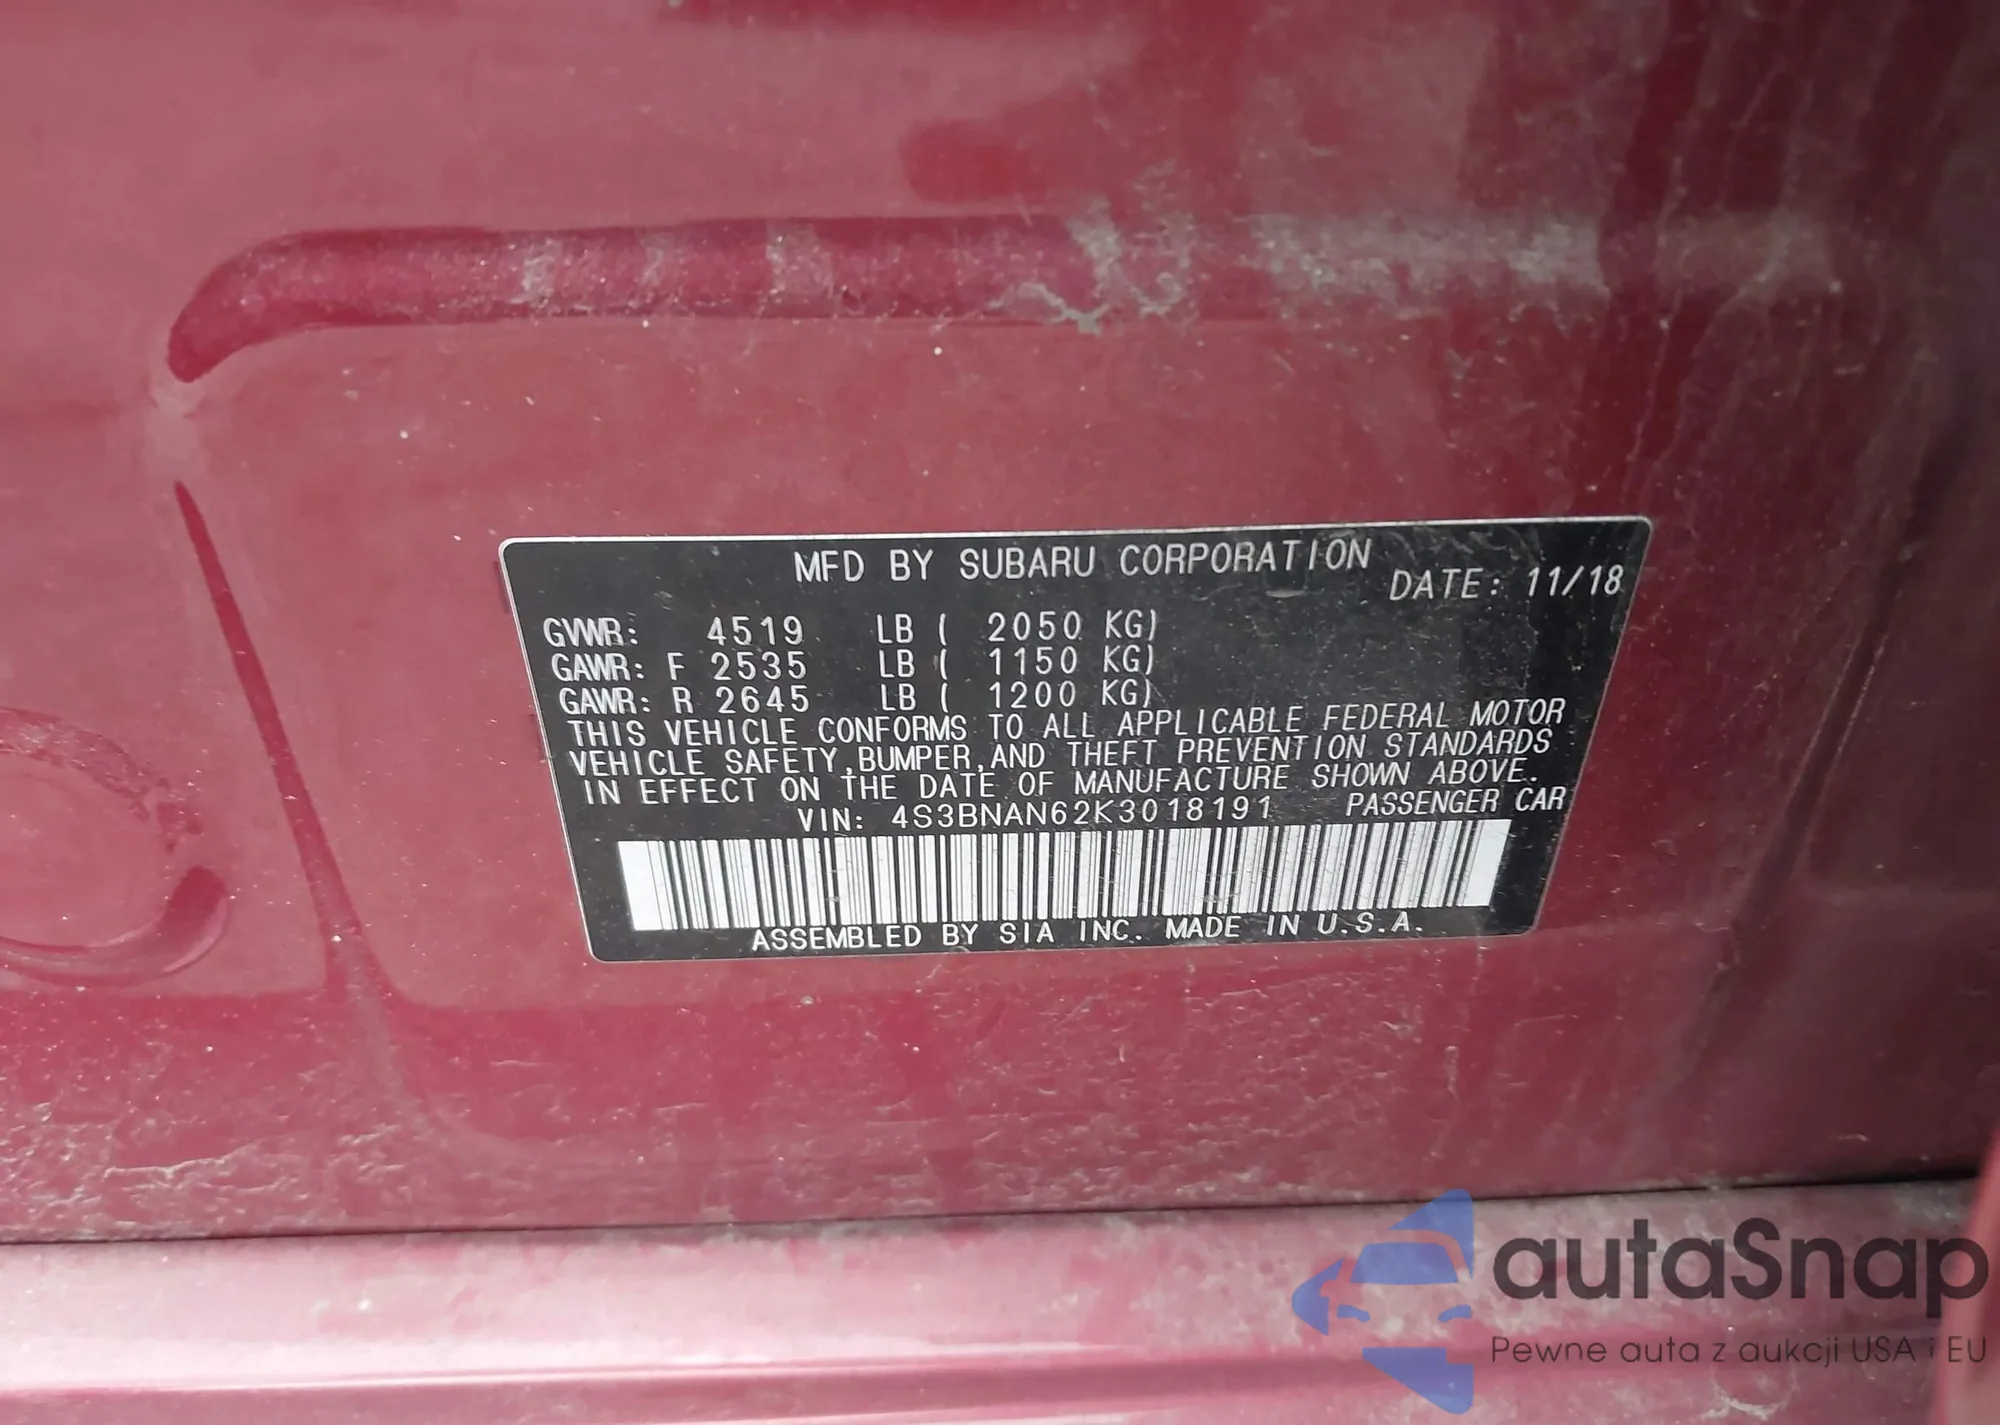 MFD BY SUBARU CORPORATION
DATE: 11/18
GVWR: 4519 LB ( 2050 KG)
GAWR: F 2535 LB ( 1150 KG)
GAWR: R 2645 LB ( 1200 KG)
THIS VEHICLE CONFORMS TO ALL APPLICABLE FEDERAL MOTOR
VEHICLE SAFETY,BUMPER,AND THEFT PREVENTION STANDARDS
IN EFFECT ON THE DATE OF MANUFACTURE SHOWN ABOVE.
VIN: 4S3BNAN62K3018191 PASSENGER CAR
ASSEMBLED BY SIA INC. MADE IN U.S.A.
autaSnap
Pewne auta z aukcji USA i EU